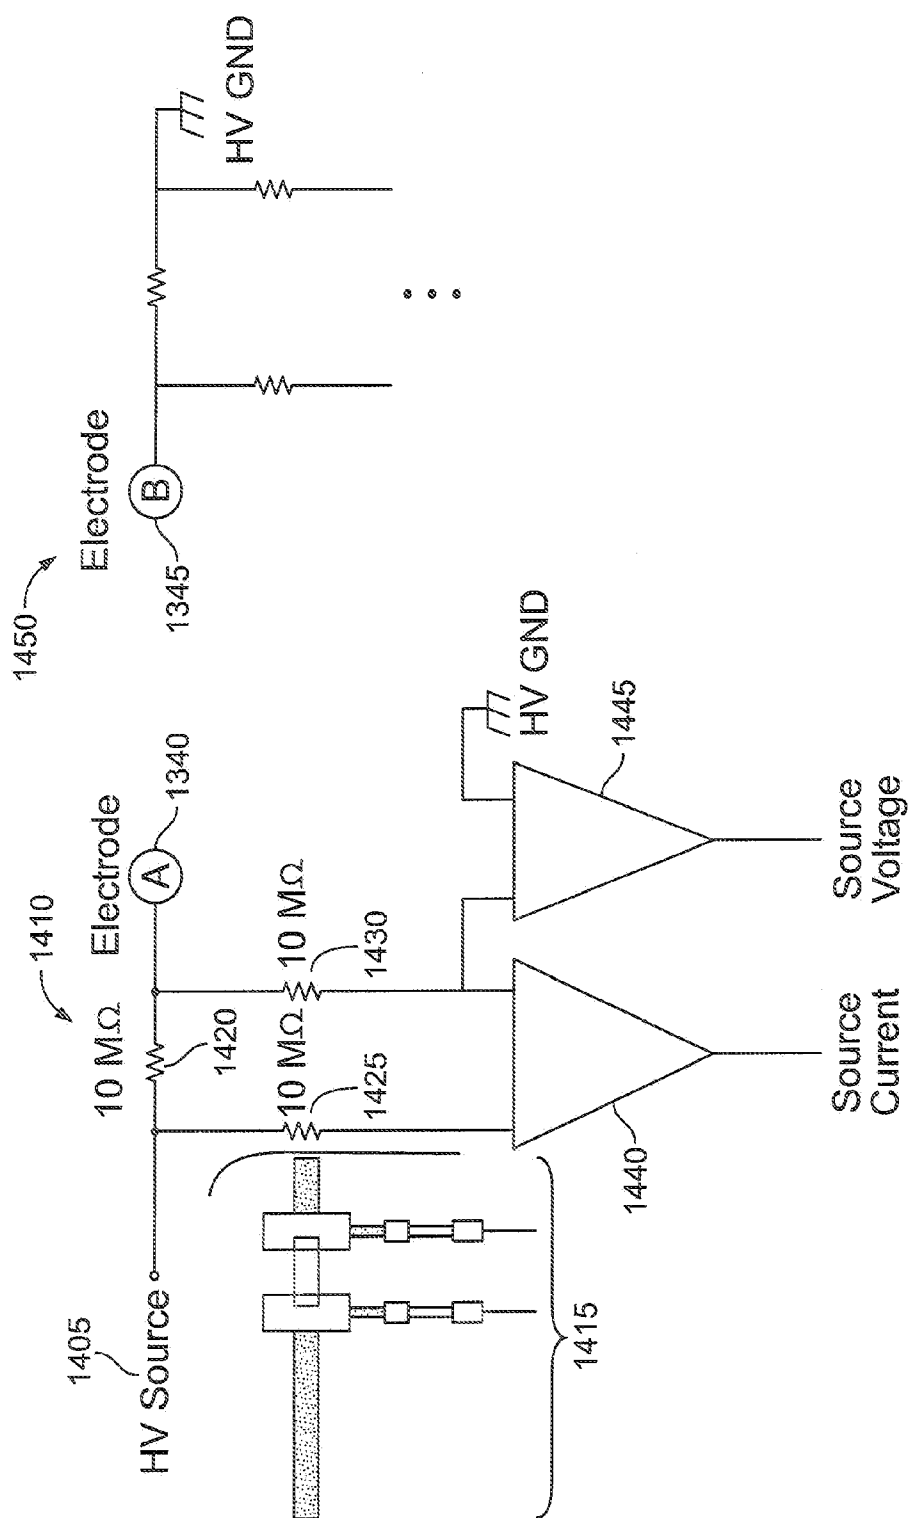 1450
Electrode
B
1345
HV GND
1410
10 MΩ
1420
Electrode
A
1340
1405
HV Source
10 MΩ
1425
10 MΩ
1430
HV GND
1415
1440
1445
Source
Current
Source
Voltage